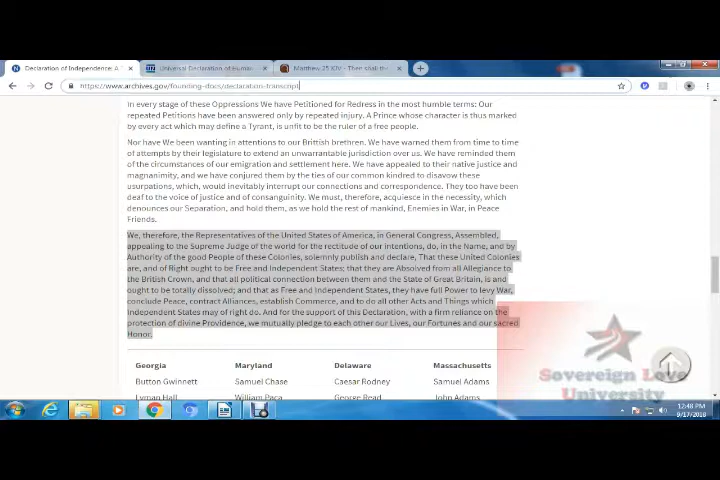 Declaration of Independence: A T
Universal Declaration of Human
Matthew 25 KJV - Then shall th
https://www.archives.gov/founding-docs/declaration-transcript
In every stage of these Oppressions We have Petitioned for Redress in the most humble terms: Our
repeated Petitions have been answered only by repeated injury. A Prince whose character is thus marked
by every act which may define a Tyrant, is unfit to be the ruler of a free people.
Nor have We been wanting in attentions to our Brittish brethren. We have warned them from time to time
of attempts by their legislature to extend an unwarrantable jurisdiction over us. We have reminded them
of the circumstances of our emigration and settlement here. We have appealed to their native justice and
magnanimity, and we have conjured them by the ties of our common kindred to disavow these
usurpations, which, would inevitably interrupt our connections and correspondence. They too have been
deaf to the voice of justice and of consanguinity. We must, therefore, acquiesce in the necessity, which
denounces our Separation, and hold them, as we hold the rest of mankind, Enemies in War, in Peace
Friends.
We, therefore, the Representatives of the United States of America, in General Congress, Assembled,
appealing to the Supreme Judge of the world for the rectitude of our intentions, do, in the Name, and by
Authority of the good People of these Colonies, solemnly publish and declare, That these United Colonies
are, and of Right ought to be Free and Independent States; that they are Absolved from all Allegiance to
the British Crown, and that all political connection between them and the State of Great Britain, is and
ought to be totally dissolved; and that as Free and Independent States, they have full Power to levy War,
conclude Peace, contract Alliances, establish Commerce, and to do all other Acts and Things which
Independent States may of right do. And for the support of this Declaration, with a firm reliance on the
protection of divine Providence, we mutually pledge to each other our Lives, our Fortunes and our sacred
Honor.
Georgia Maryland Delaware Massachusetts
Button Gwinnett Samuel Chase Caesar Rodney Samuel Adams
Lyman Hall William Paca George Read John Adams
Sovereign Love
University
12:48 PM
9/17/2018